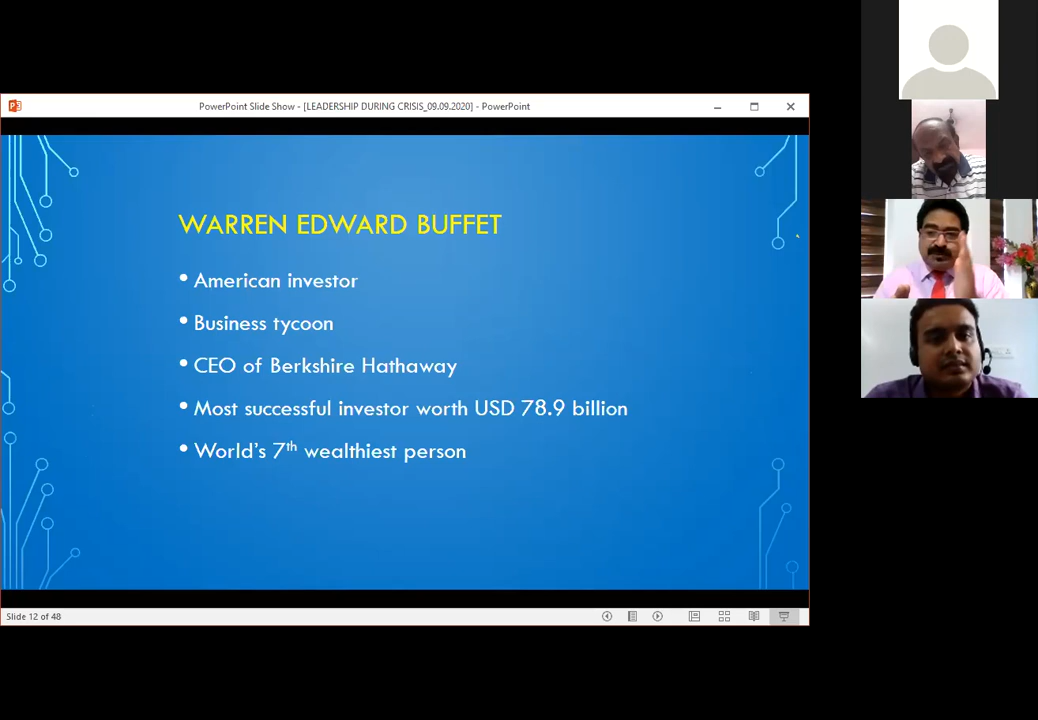 PowerPoint Slide Show - [LEADERSHIP DURING CRISIS_09.09.2020] - PowerPoint
WARREN EDWARD BUFFET
• American investor
• Business tycoon
• CEO of Berkshire Hathaway
• Most successful investor worth USD 78.9 billion
• World's 7th wealthiest person
Slide 12 of 48